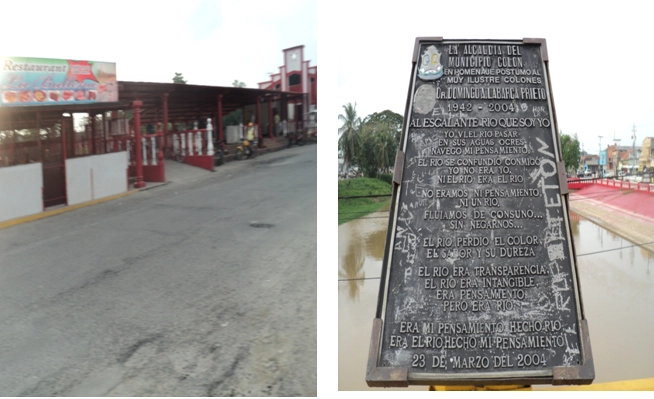 Restaurant
LA ALCALDIA DEL
MUNICIPIO COLON
EN HOMENAJE POSTUMO AL
MUY ILUSTRE COLONES
Dr. DOMINGO A. LABARCA PRIETO
1942 - 2004
AL ESCALANTE RIO QUE SOY YO
YO, VI EL RIO PASAR
EN SUS AGUAS OCRES,
NAVEGO MI PENSAMIENTO.
EL RIO SE CONFUNDIO CONMIGO
YO NO ERA YO,
NI EL RIO ERA EL RIO.
NO ERAMOS, NI PENSAMIENTO,
NI UN RIO,
FLUIAMOS DE CONSUNO...
SIN NEGARNOS...
EL RIO PERDIO EL COLOR,
EL SABOR Y SU DUREZA
EL RIO ERA TRANSPARENCIA.
EL RIO ERA INTANGIBLE...
ERA PENSAMIENTO,
PERO ERA RIO.
ERA MI PENSAMIENTO, HECHO RIO,
ERA EL RIO HECHO MI PENSAMIENTO
23 DE MARZO DEL 2004